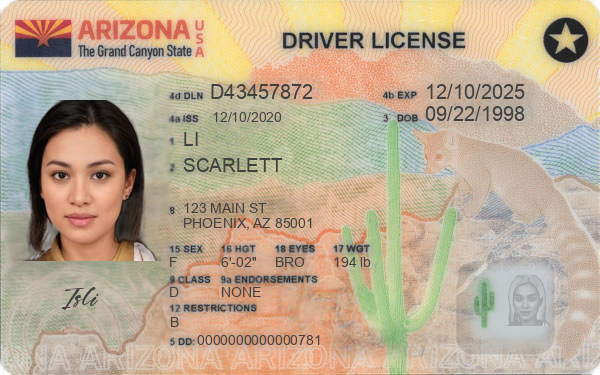 ARIZONA USA
The Grand Canyon State
DRIVER LICENSE
4d DLN D43457872
4b EXP 12/10/2025
4a ISS 12/10/2020
3 DOB 09/22/1998
1 LI
2 SCARLETT
8 123 MAIN ST
PHOENIX, AZ 85001
15 SEX 16 HGT 18 EYES 17 WGT
F 6'-02" BRO 194 lb
9 CLASS 9a ENDORSEMENTS
D NONE
12 RESTRICTIONS
B
5 DD: 0000000000000781
ARIZONA ARIZONA ARIZONA